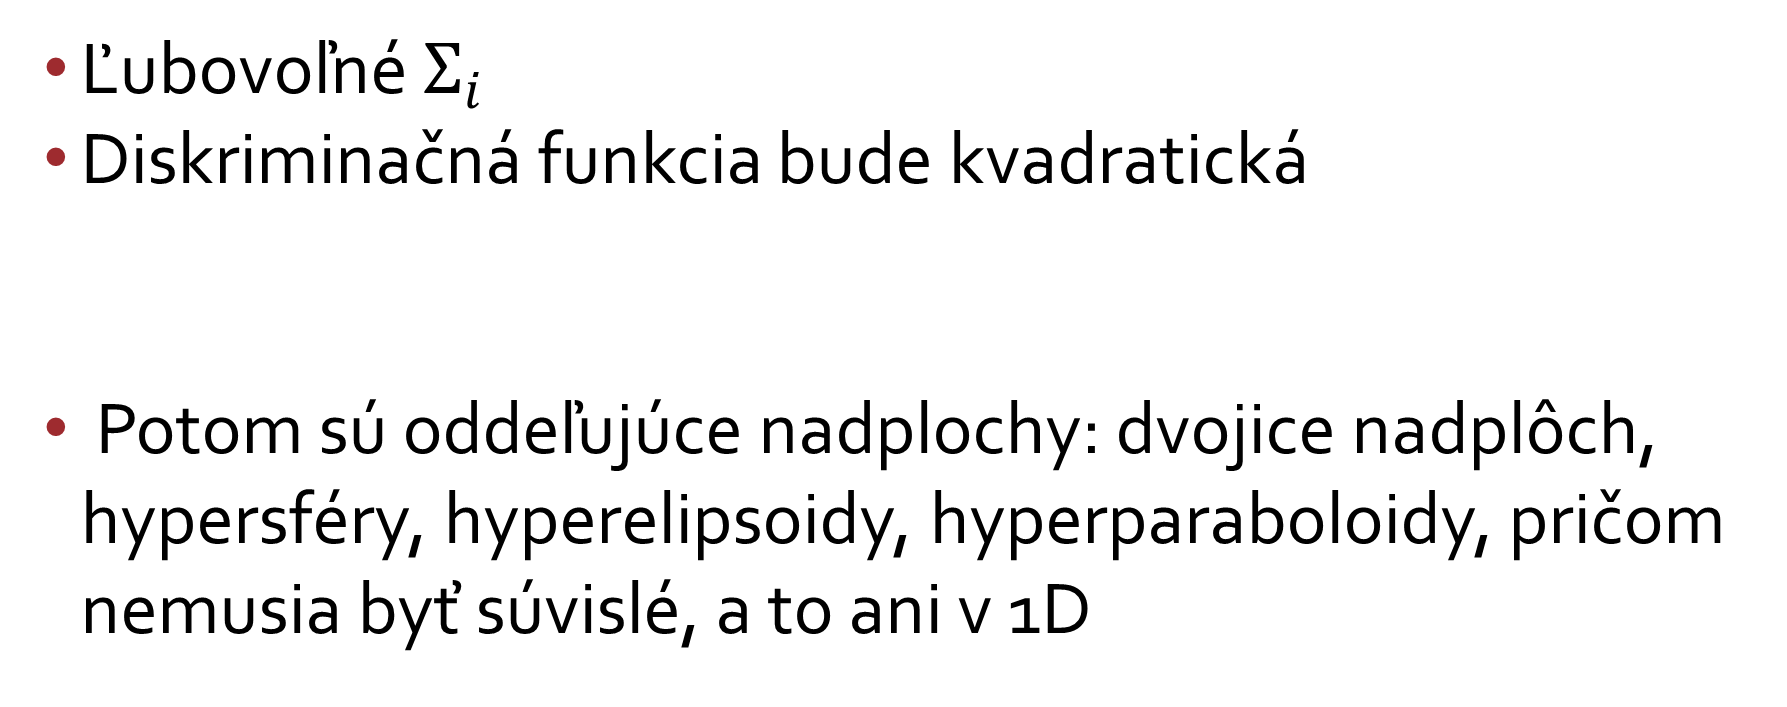 • Ľubovoľné Σᵢ
• Diskriminačná funkcia bude kvadratická
• Potom sú oddeľujúce nadplochy: dvojice nadplôch,
hypersféry, hyperelipsoidy, hyperparaboloidy, pričom
nemusia byť súvislé, a to ani v 1D